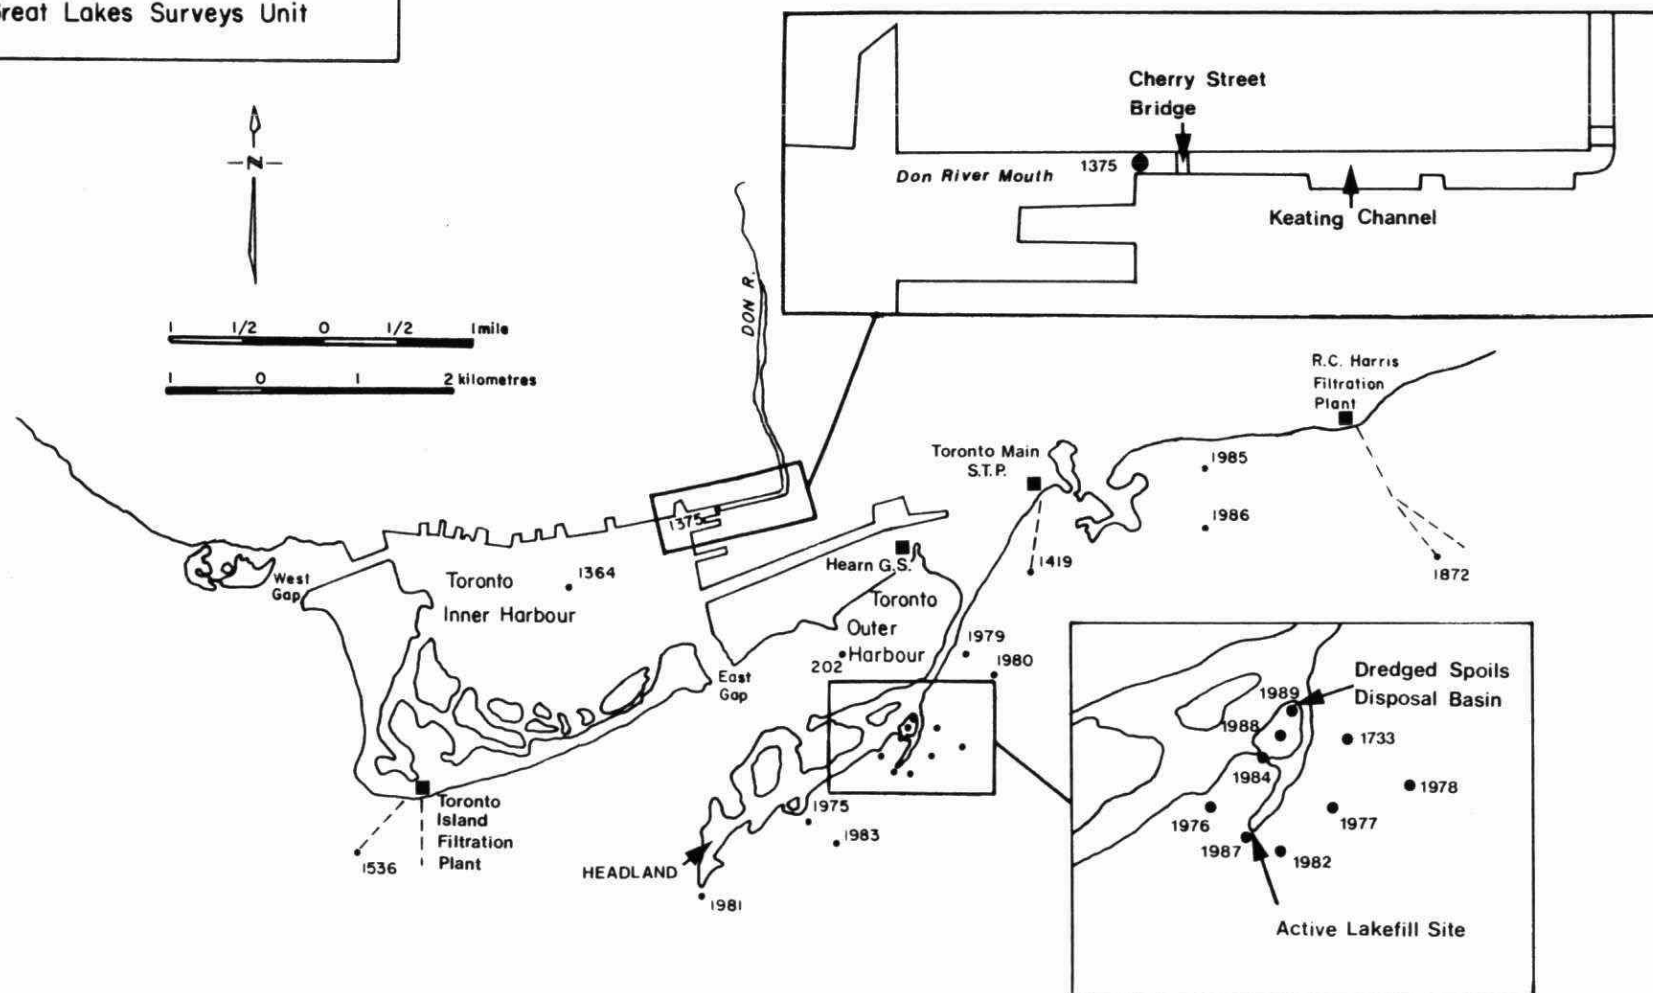 Great Lakes Surveys Unit
Cherry Street
Bridge
1375
Don River Mouth
Keating Channel
N
1 1/2 0 1/2 1mile
1 0 1 2 kilometres
DON R.
R.C. Harris
Filtration
Plant
Toronto Main
S.T.P.
1985
1375
1986
1419
1872
Hearn G.S.
West
Gap
Toronto
Inner Harbour
1364
Toronto
Outer
Harbour
202
1979
1980
East
Gap
Toronto
Island
Filtration
Plant
1536
1975
1983
HEADLAND
1981
Dredged Spoils
Disposal Basin
1989
1988
1733
1984
1978
1976
1977
1987
1982
Active Lakefill Site